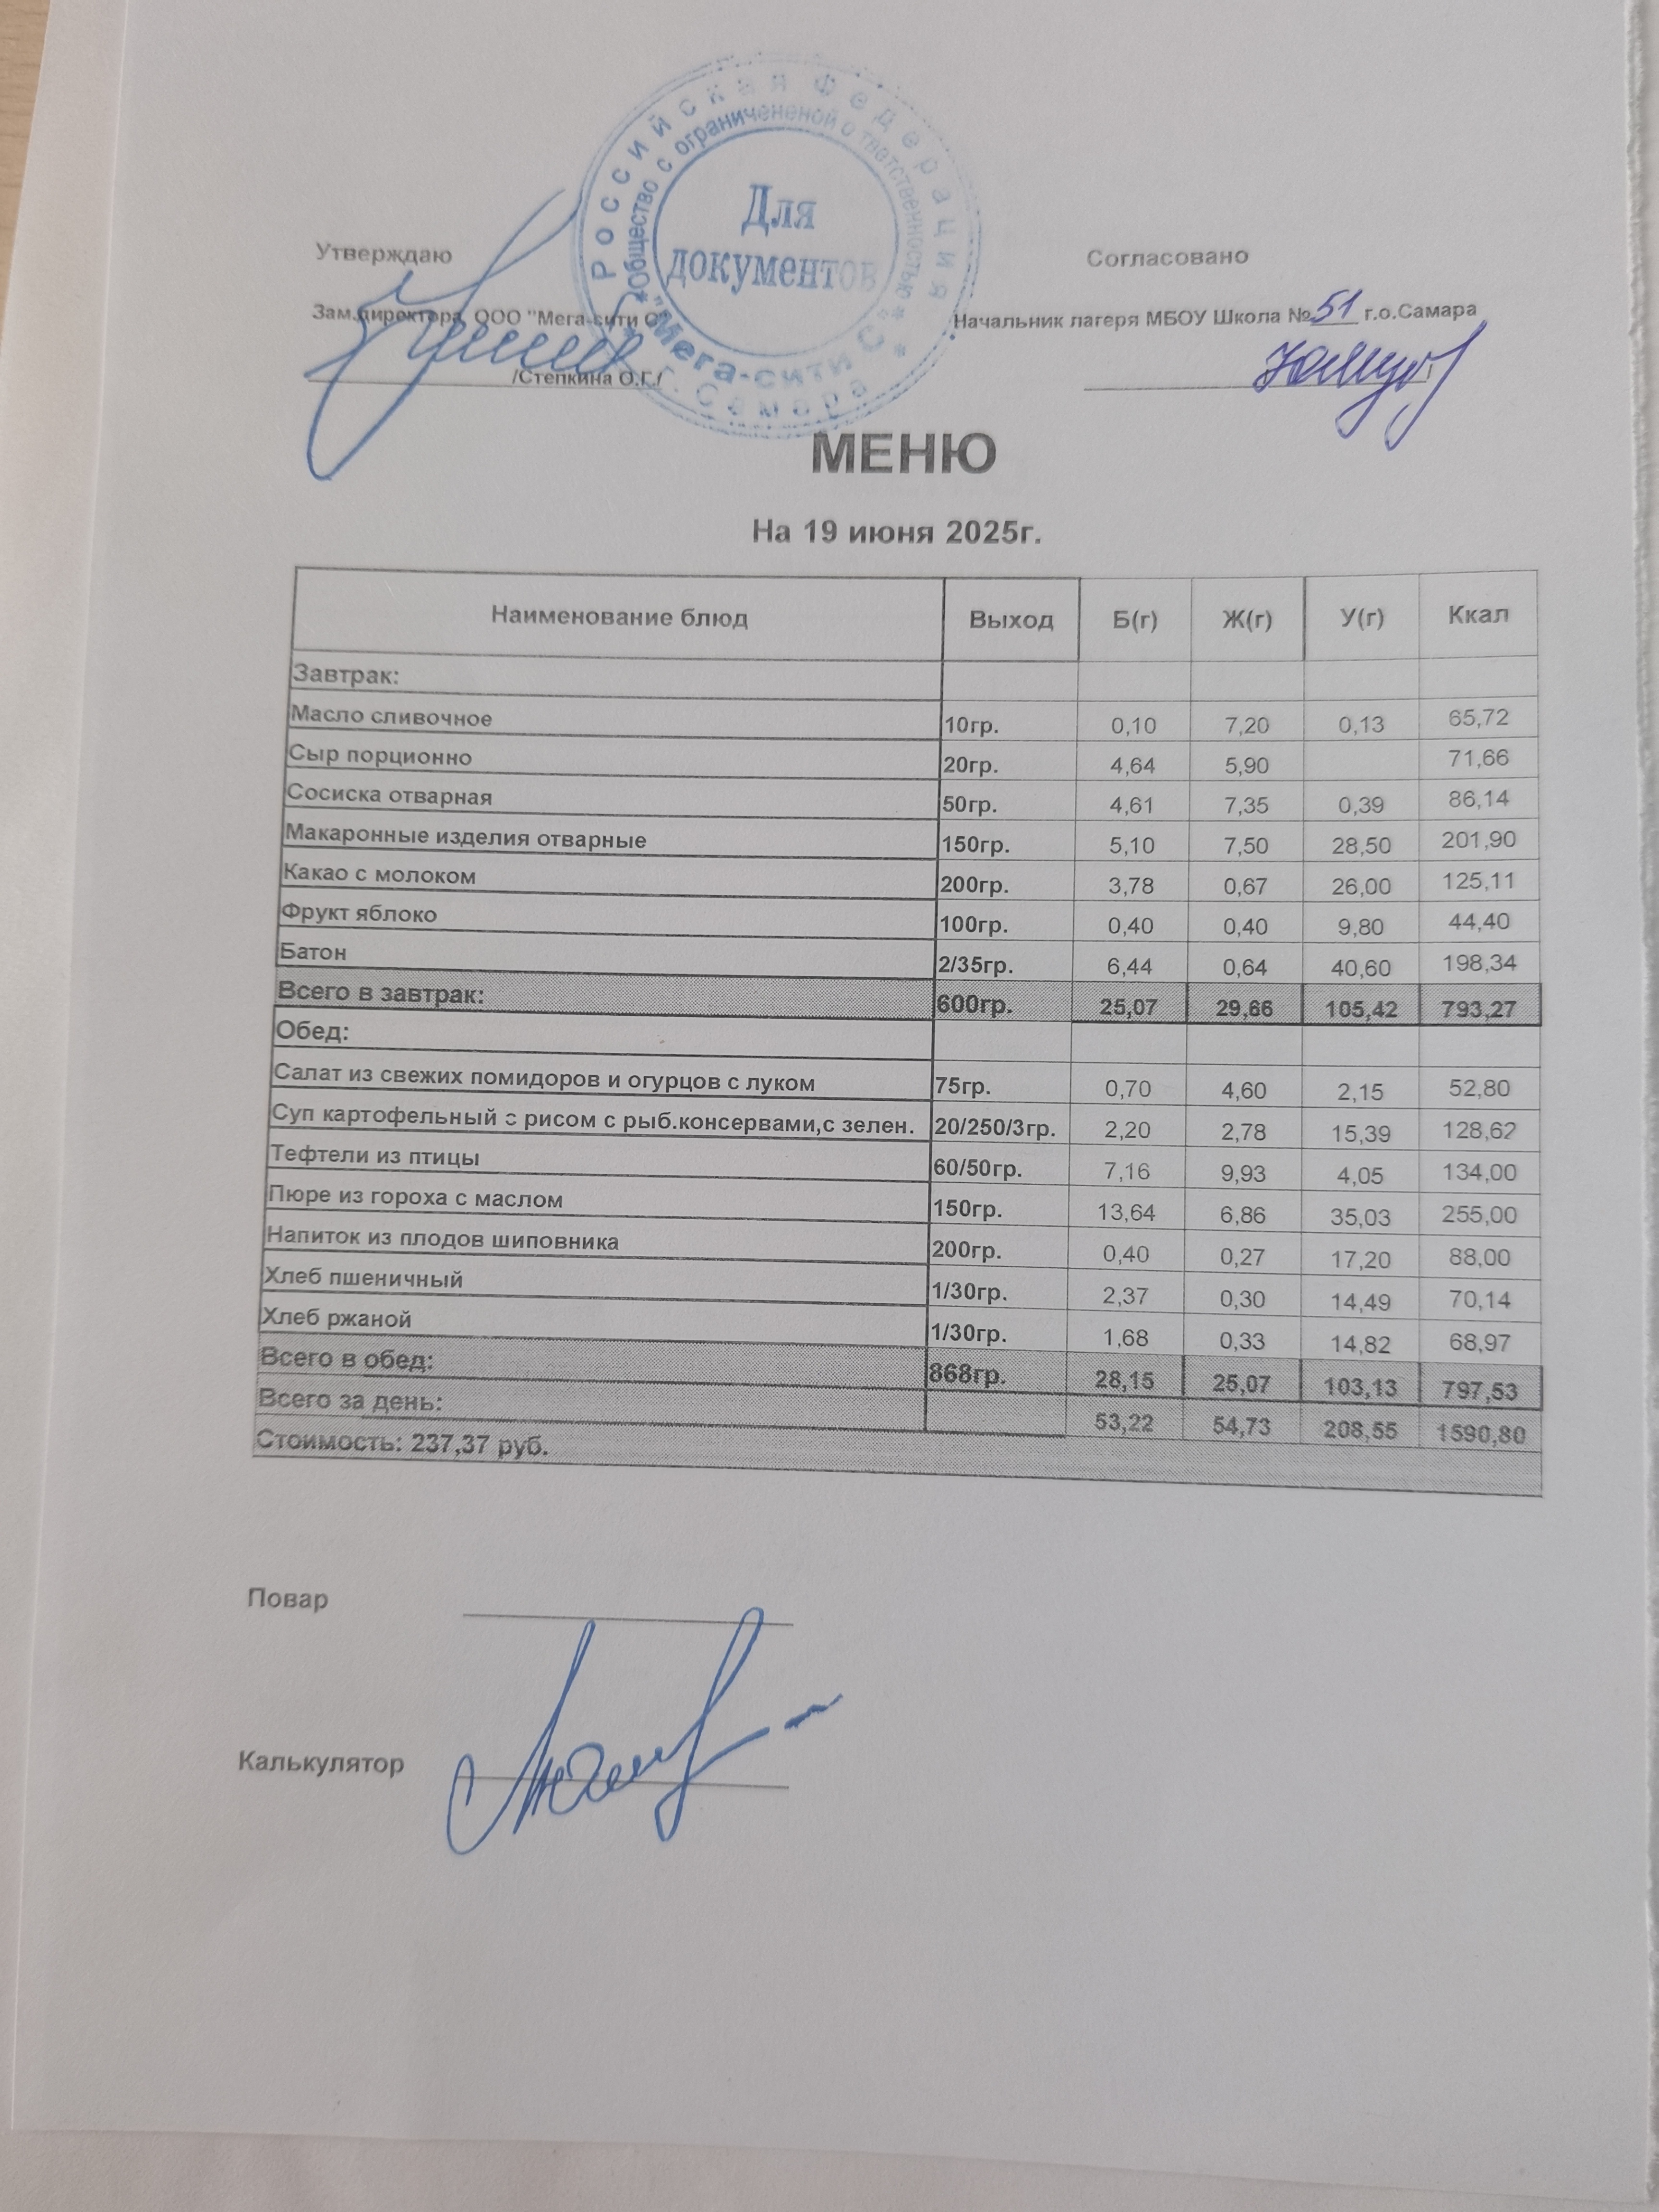 Российская Федерация
*Общество с ограниченной ответственностью*
Для
документов
"Мега-сити С"
г. Самара
Утверждаю
Согласовано
Зам.директора ООО "Мега-сити С"
Начальник лагеря МБОУ Школа № 51 г.о.Самара
/Степкина О.Г./
МЕНЮ
На 19 июня 2025г.
Наименование блюд Выход Б(г) Ж(г) У(г) Ккал
Завтрак:
Масло сливочное 10гр. 0,10 7,20 0,13 65,72
Сыр порционно 20гр. 4,64 5,90 71,66
Сосиска отварная 50гр. 4,61 7,35 0,39 86,14
Макаронные изделия отварные 150гр. 5,10 7,50 28,50 201,90
Какао с молоком 200гр. 3,78 0,67 26,00 125,11
Фрукт яблоко 100гр. 0,40 0,40 9,80 44,40
Батон 2/35гр. 6,44 0,64 40,60 198,34
Всего в завтрак: 600гр. 25,07 29,66 105,42 793,27
Обед:
Салат из свежих помидоров и огурцов с луком 75гр. 0,70 4,60 2,15 52,80
Суп картофельный с рисом с рыб.консервами,с зелен. 20/250/3гр. 2,20 2,78 15,39 128,62
Тефтели из птицы 60/50гр. 7,16 9,93 4,05 134,00
Пюре из гороха с маслом 150гр. 13,64 6,86 35,03 255,00
Напиток из плодов шиповника 200гр. 0,40 0,27 17,20 88,00
Хлеб пшеничный 1/30гр. 2,37 0,30 14,49 70,14
Хлеб ржаной 1/30гр. 1,68 0,33 14,82 68,97
Всего в обед: 868гр. 28,15 25,07 103,13 797,53
Всего за день: 53,22 54,73 208,55 1590,80
Стоимость: 237,37 руб.
Повар
Калькулятор